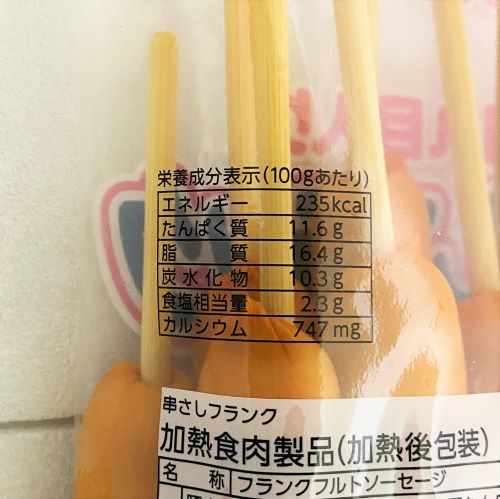 栄養成分表示(100gあたり)
エネルギー 235kcal
たんぱく質 11.6g
脂質 16.4g
炭水化物 10.3g
食塩相当量 2.3g
カルシウム 747mg
串さしフランク
加熱食肉製品(加熱後包装)
名称 フランクフルトソーセージ